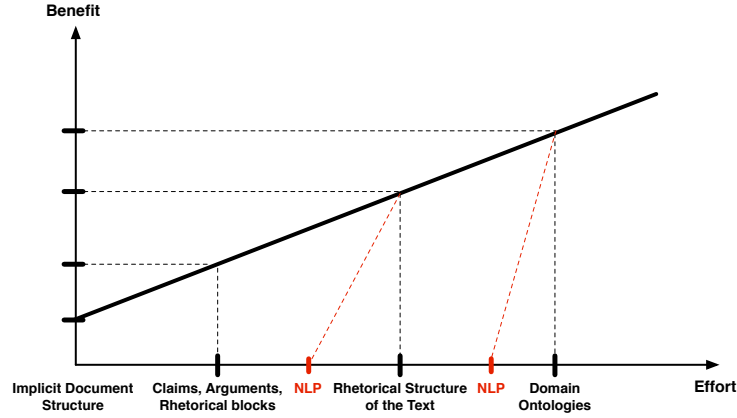 Benefit
Effort
Implicit Document
Structure
Claims, Arguments,
Rhetorical blocks
NLP
Rhetorical Structure
of the Text
NLP
Domain
Ontologies